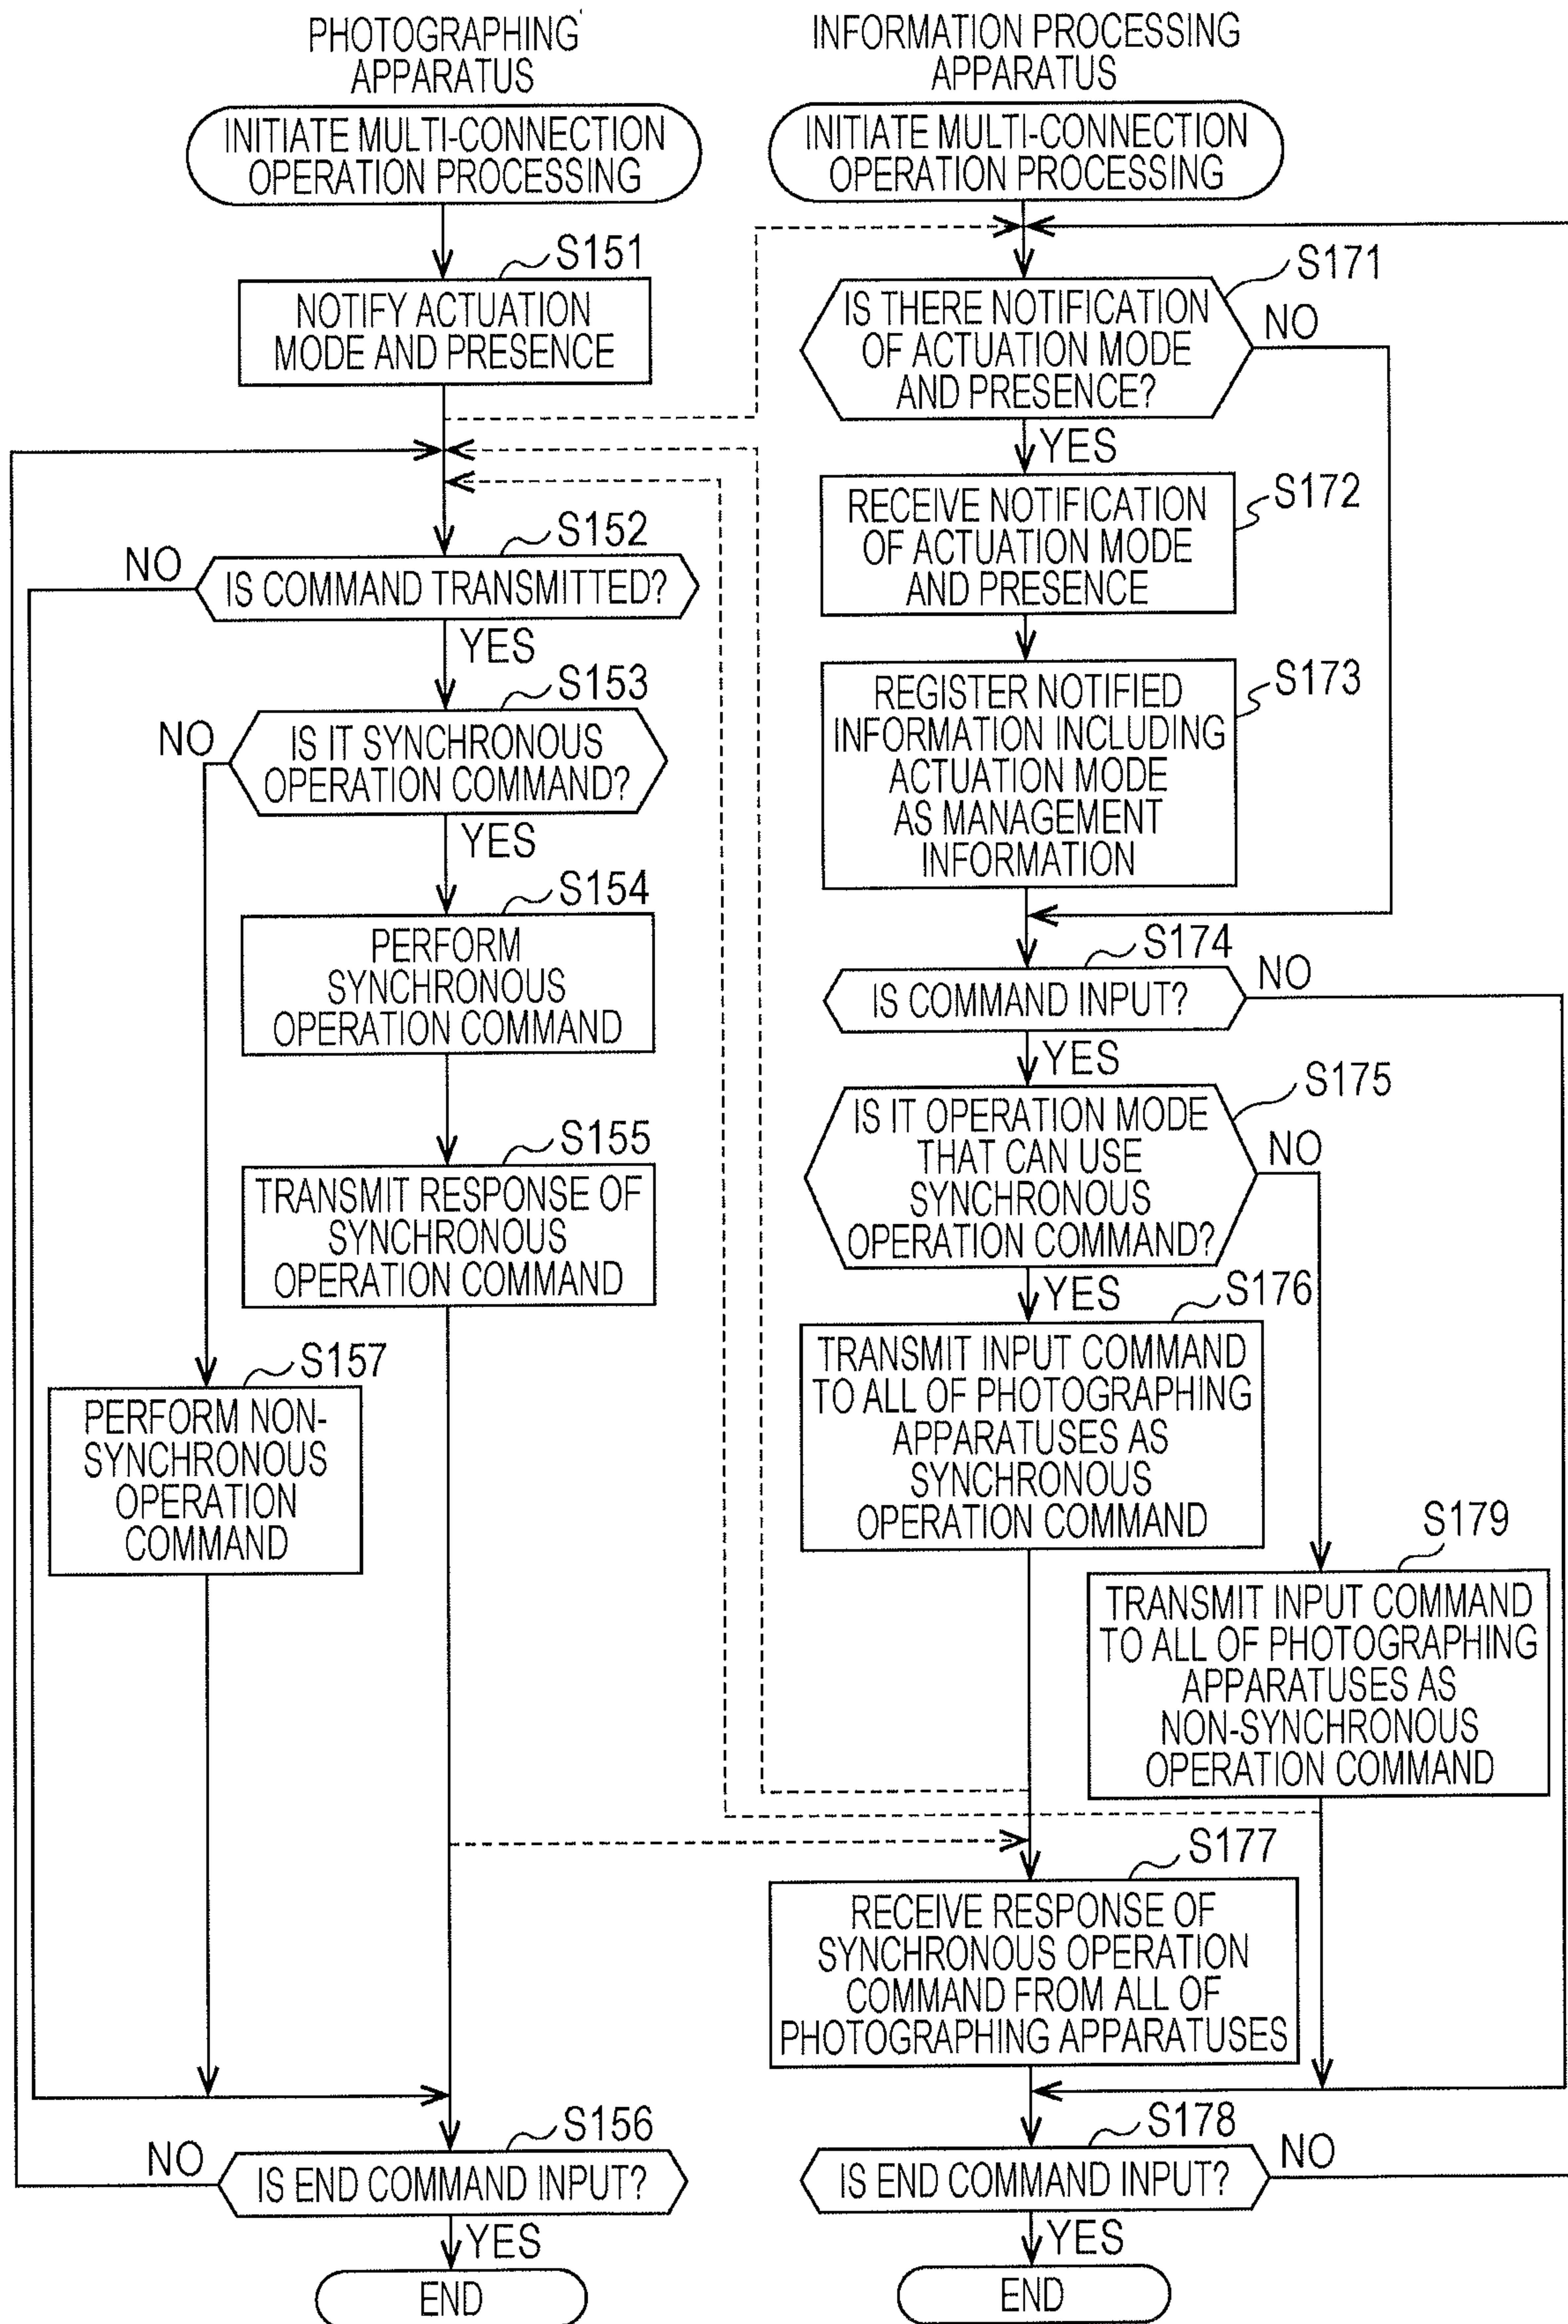 PHOTOGRAPHING
APPARATUS
INITIATE MULTI-CONNECTION
OPERATION PROCESSING
S151
NOTIFY ACTUATION
MODE AND PRESENCE
S152
NO
IS COMMAND TRANSMITTED?
YES
S153
NO
IS IT SYNCHRONOUS
OPERATION COMMAND?
YES
S154
PERFORM
SYNCHRONOUS
OPERATION COMMAND
S155
TRANSMIT RESPONSE OF
SYNCHRONOUS
OPERATION COMMAND
S157
PERFORM NON-
SYNCHRONOUS
OPERATION
COMMAND
S156
NO
IS END COMMAND INPUT?
YES
END
INFORMATION PROCESSING
APPARATUS
INITIATE MULTI-CONNECTION
OPERATION PROCESSING
S171
IS THERE NOTIFICATION
OF ACTUATION MODE
AND PRESENCE?
NO
YES
S172
RECEIVE NOTIFICATION
OF ACTUATION MODE
AND PRESENCE
S173
REGISTER NOTIFIED
INFORMATION INCLUDING
ACTUATION MODE
AS MANAGEMENT
INFORMATION
S174
IS COMMAND INPUT?
NO
YES
S175
IS IT OPERATION MODE
THAT CAN USE
SYNCHRONOUS
OPERATION COMMAND?
NO
YES
S176
TRANSMIT INPUT COMMAND
TO ALL OF PHOTOGRAPHING
APPARATUSES AS
SYNCHRONOUS
OPERATION COMMAND
S179
TRANSMIT INPUT COMMAND
TO ALL OF PHOTOGRAPHING
APPARATUSES AS
NON-SYNCHRONOUS
OPERATION COMMAND
S177
RECEIVE RESPONSE OF
SYNCHRONOUS OPERATION
COMMAND FROM ALL OF
PHOTOGRAPHING APPARATUSES
S178
IS END COMMAND INPUT?
NO
YES
END